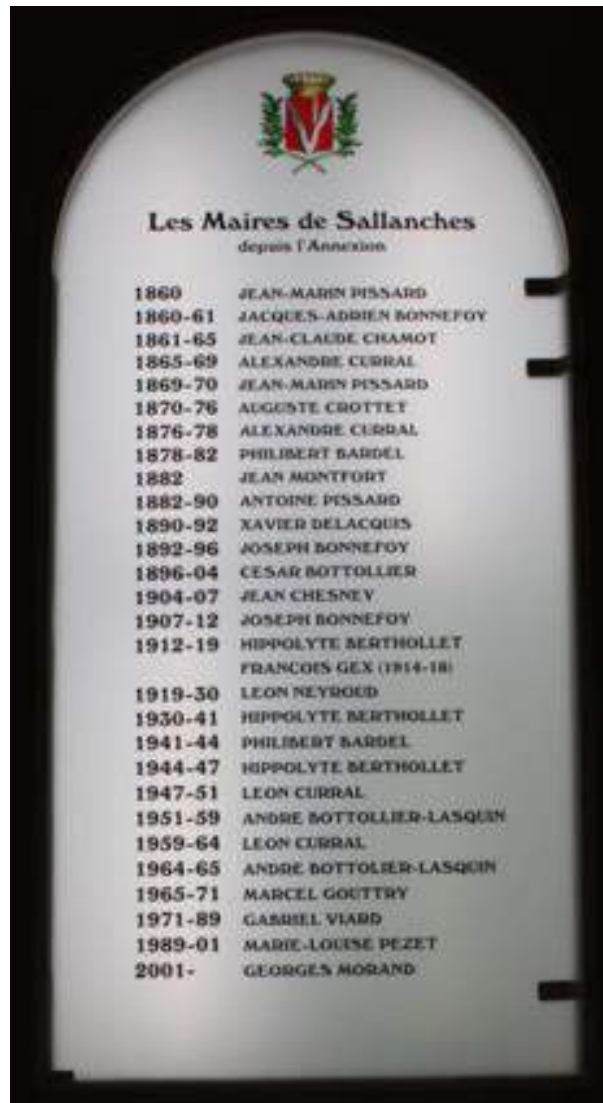 Les Maires de Sallanches
depuis l'Annexion
1860 JEAN-MARIN PISSARD
1860-61 JACQUES-ADRIEN BONNEFOY
1861-65 JEAN-CLAUDE CHAMOT
1865-69 ALEXANDRE CURRAL
1869-70 JEAN-MARIN PISSARD
1870-76 AUGUSTE CROTTET
1876-78 ALEXANDRE CURRAL
1878-82 PHILIBERT BARDEL
1882 JEAN MONTFORT
1882-90 ANTOINE PISSARD
1890-92 XAVIER DELACQUIS
1892-96 JOSEPH BONNEFOY
1896-04 CESAR BOTTOLLIER
1904-07 JEAN CHESNEY
1907-12 JOSEPH BONNEFOY
1912-19 HIPPOLYTE BERTHOLLET
FRANCOIS GEX (1914-18)
1919-30 LEON NEYROUD
1930-41 HIPPOLYTE BERTHOLLET
1941-44 PHILIBERT BARDEL
1944-47 HIPPOLYTE BERTHOLLET
1947-51 LEON CURRAL
1951-59 ANDRE BOTTOLLIER-LASQUIN
1959-64 LEON CURRAL
1964-65 ANDRE BOTTOLIER-LASQUIN
1965-71 MARCEL GOUTTRY
1971-89 GABRIEL VIARD
1989-01 MARIE-LOUISE PEZET
2001- GEORGES MORAND